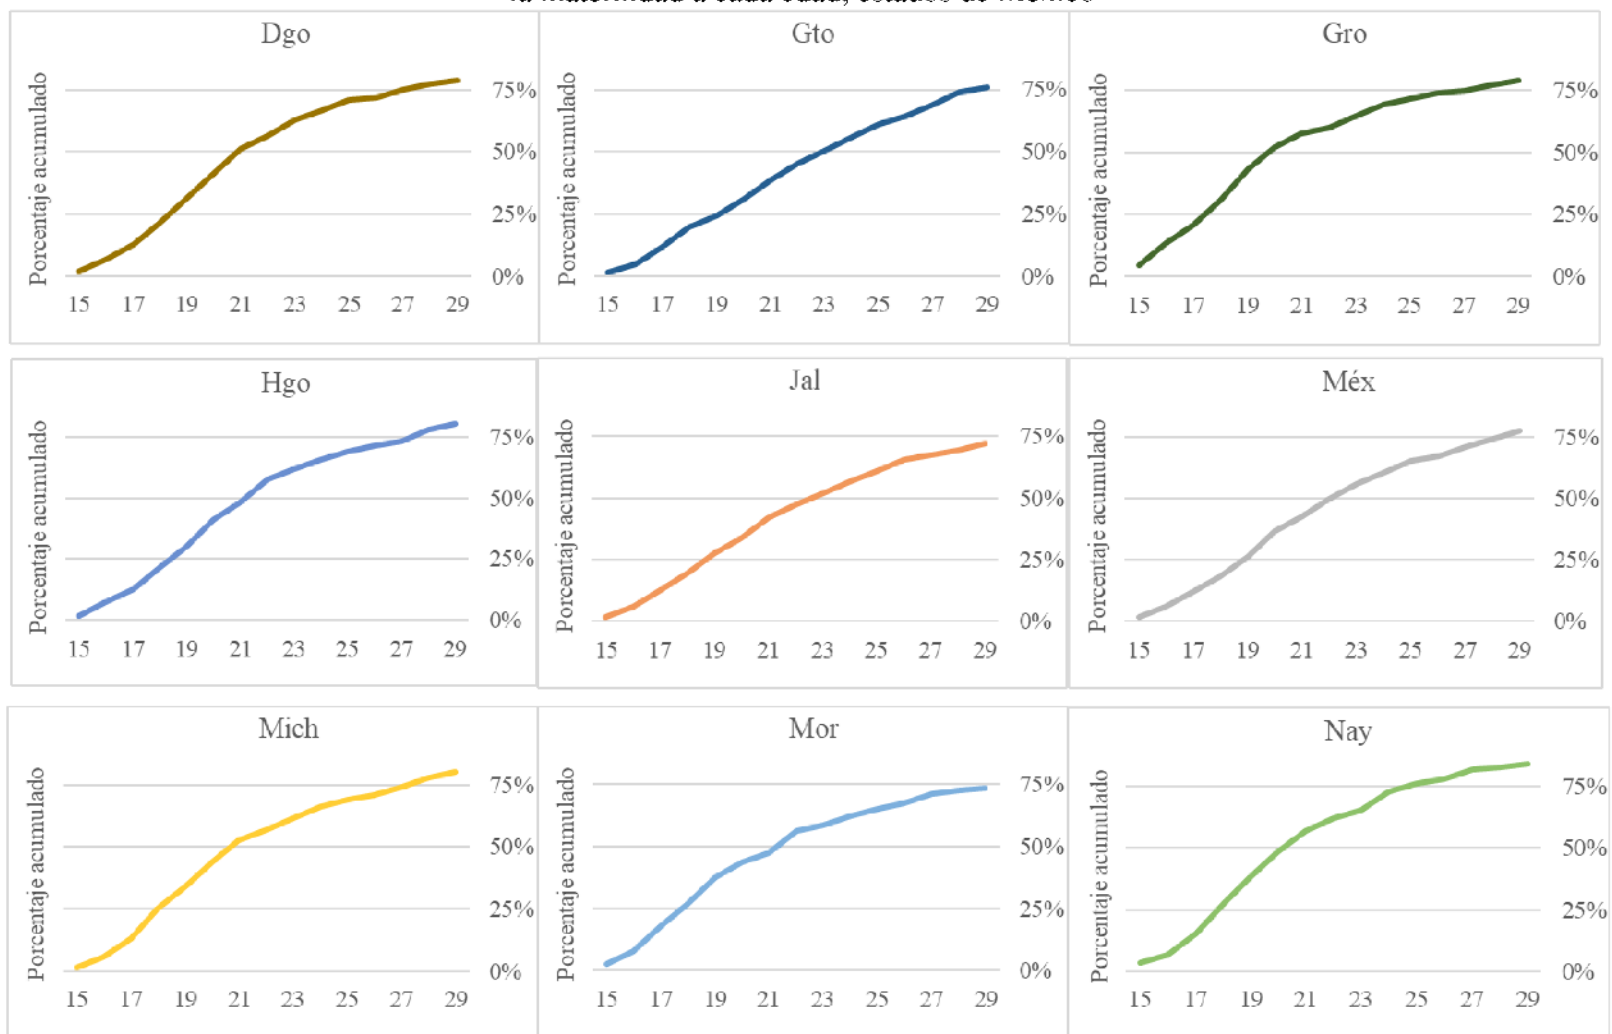 la maternidad a cada edad, estados de México
Dgo
Porcentaje acumulado
75%
50%
25%
0%
15 17 19 21 23 25 27 29
Gto
Porcentaje acumulado
75%
50%
25%
0%
15 17 19 21 23 25 27 29
Gro
Porcentaje acumulado
75%
50%
25%
0%
15 17 19 21 23 25 27 29
Hgo
Porcentaje acumulado
75%
50%
25%
0%
15 17 19 21 23 25 27 29
Jal
Porcentaje acumulado
75%
50%
25%
0%
15 17 19 21 23 25 27 29
Méx
Porcentaje acumulado
75%
50%
25%
0%
15 17 19 21 23 25 27 29
Mich
Porcentaje acumulado
75%
50%
25%
0%
15 17 19 21 23 25 27 29
Mor
Porcentaje acumulado
75%
50%
25%
0%
15 17 19 21 23 25 27 29
Nay
Porcentaje acumulado
75%
50%
25%
0%
15 17 19 21 23 25 27 29